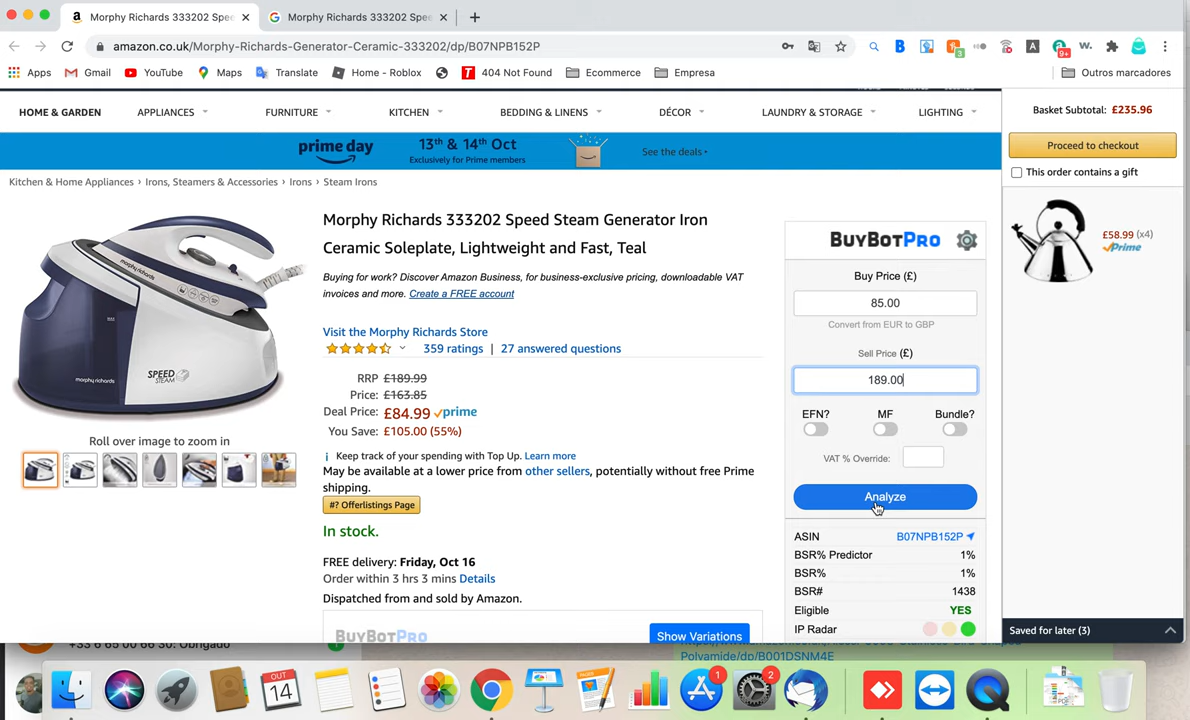 Morphy Richards 333202 Spee
Morphy Richards 333202 Spee
amazon.co.uk/Morphy-Richards-Generator-Ceramic-333202/dp/B07NPB152P
Apps Gmail YouTube Maps Translate Home - Roblox 404 Not Found Ecommerce Empresa Outros marcadores
HOME & GARDEN APPLIANCES FURNITURE KITCHEN BEDDING & LINENS DÉCOR LAUNDRY & STORAGE LIGHTING
prime day
13th & 14th Oct
Exclusively for Prime members
See the deals
Kitchen & Home Appliances › Irons, Steamers & Accessories › Irons › Steam Irons
morphy richards
morphy richards
SPEED
STEAM
Roll over image to zoom in
Morphy Richards 333202 Speed Steam Generator Iron
Ceramic Soleplate, Lightweight and Fast, Teal
Buying for work? Discover Amazon Business, for business-exclusive pricing, downloadable VAT
invoices and more. Create a FREE account
Visit the Morphy Richards Store
359 ratings | 27 answered questions
RRP £189.99
Price: £163.85
Deal Price: £84.99 prime
You Save: £105.00 (55%)
Keep track of your spending with Top Up. Learn more
May be available at a lower price from other sellers, potentially without free Prime
shipping.
#? Offerlistings Page
In stock.
FREE delivery: Friday, Oct 16
Order within 3 hrs 3 mins Details
Dispatched from and sold by Amazon.
BUYBOTPRO
Show Variations
BUYBOTPRO
Buy Price (£)
85.00
Convert from EUR to GBP
Sell Price (£)
189.00
EFN? MF Bundle?
VAT % Override:
Analyze
ASIN B07NPB152P
BSR% Predictor 1%
BSR% 1%
BSR# 1438
Eligible YES
IP Radar
Basket Subtotal: £235.96
Proceed to checkout
This order contains a gift
£58.99 (x4)
Prime
Saved for later (3)
+33 6 65 00 66 30: Obrigado
Polyamide/dp/B001DSNM4E
OCT
14
1
2